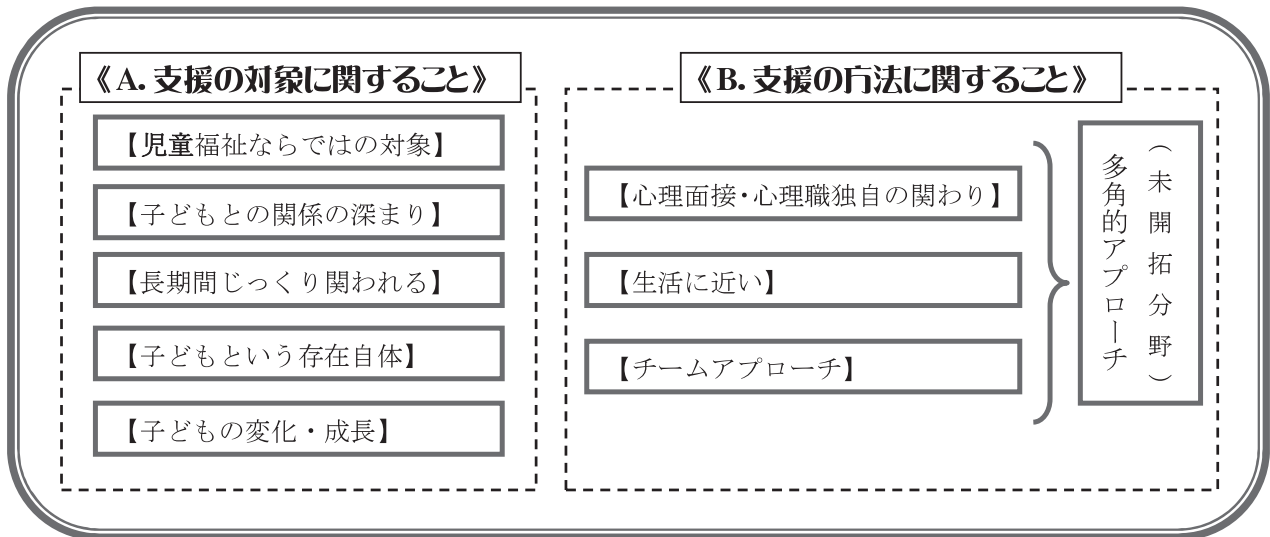 《A. 支援の対象に関すること》
【児童福祉ならではの対象】
【子どもとの関係の深まり】
【長期間じっくり関われる】
【子どもという存在自体】
【子どもの変化・成長】
《B. 支援の方法に関すること》
【心理面接・心理職独自の関わり】
【生活に近い】
【チームアプローチ】
（未開拓分野）
多角的アプローチ